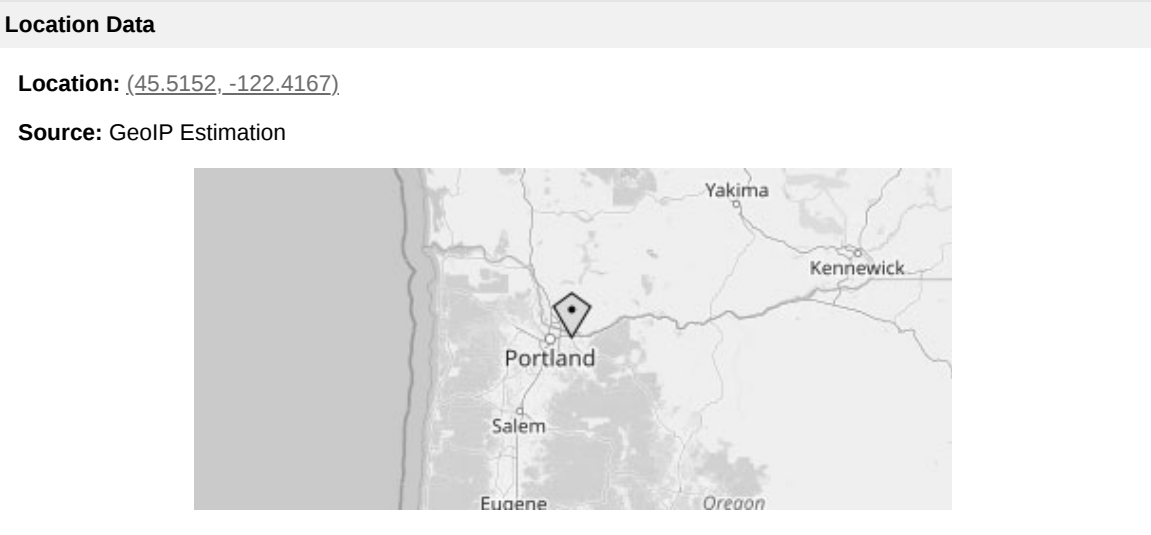 Location Data
Location: (45.5152, -122.4167)
Source: GeoIP Estimation
Yakima
Kennewick
Portland
Salem
Eugene
Oregon